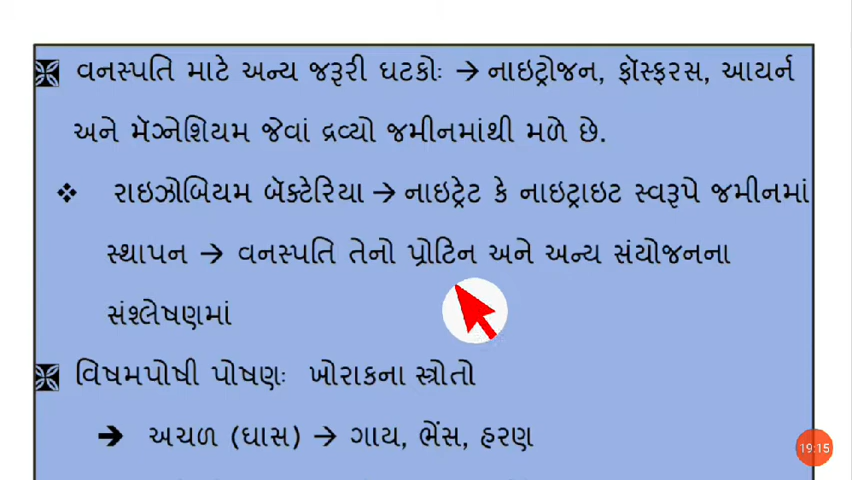 વનસ્પતિ માટે અન્ય જરૂરી ઘટકોઃ → નાઇટ્રોજન, ફૉસ્ફરસ, આયર્ન
અને મૅગ્નેશિયમ જેવાં દ્રવ્યો જમીનમાંથી મળે છે.
❖ રાઇઝોબિયમ બૅક્ટેરિયા → નાઇટ્રેટ કે નાઇટ્રાઇટ સ્વરૂપે જમીનમાં
સ્થાપન → વનસ્પતિ તેનો પ્રોટિન અને અન્ય સંયોજનના
સંશ્લેષણમાં
વિષમપોષી પોષણઃ ખોરાકના સ્ત્રોતો
➔ અચળ (ઘાસ) → ગાય, ભેંસ, હરણ
19:15